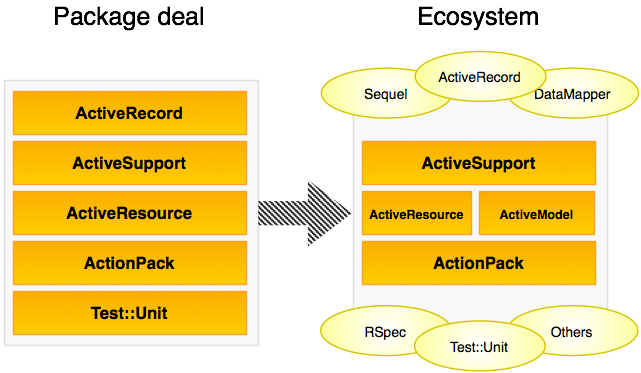 Package deal
ActiveRecord
ActiveSupport
ActiveResource
ActionPack
Test::Unit
Ecosystem
Sequel
ActiveRecord
DataMapper
ActiveSupport
ActiveResource
ActiveModel
ActionPack
RSpec
Test::Unit
Others